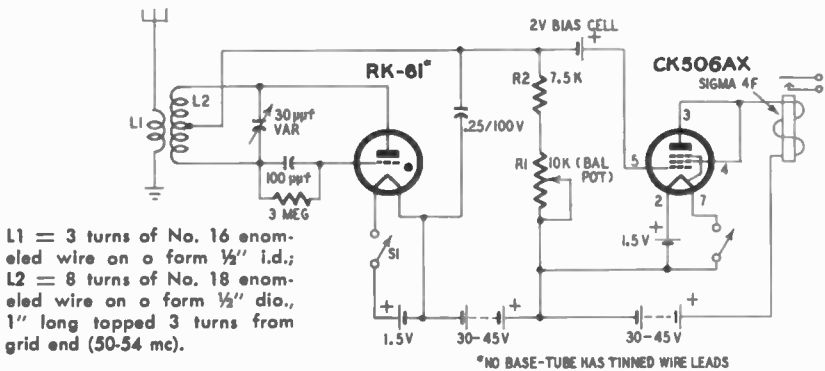 2V BIAS CELL
+
RK-61*
CK506AX
SIGMA 4F
L1
L2
30µµf
VAR
100 µµf
3 MEG
.25/100V
R2
7.5 K
R1
10K (BAL
POT)
3
5
4
2
7
+
1.5V
S1
+
1.5V
30-45V
+
30-45V
+
L1 = 3 turns of No. 16 enam-
eled wire on a form ½" i.d.;
L2 = 8 turns of No. 18 enam-
eled wire on a form ½" dia.,
1" long tapped 3 turns from
grid end (50-54 mc).
*NO BASE-TUBE HAS TINNED WIRE LEADS